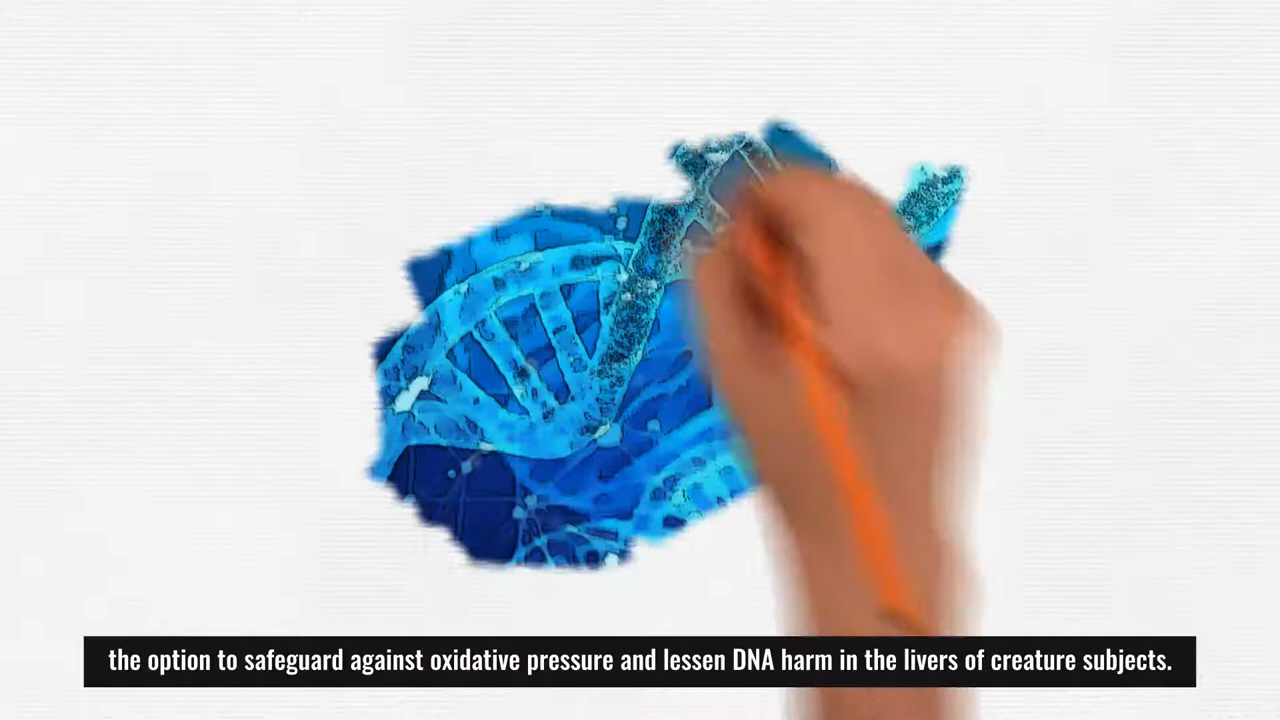 the option to safeguard against oxidative pressure and lessen DNA harm in the livers of creature subjects.